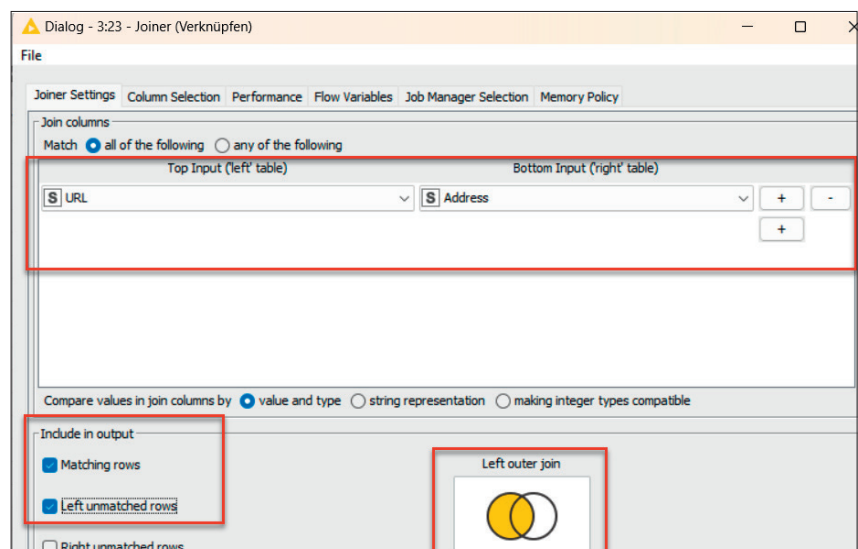 Dialog - 3:23 - Joiner (Verknüpfen)
File
Joiner Settings Column Selection Performance Flow Variables Job Manager Selection Memory Policy
Join columns
Match all of the following any of the following
Top Input ('left' table) Bottom Input ('right' table)
S URL S Address + -
+
Compare values in join columns by value and type string representation making integer types compatible
Include in output
Matching rows Left outer join
Left unmatched rows
Right unmatched rows